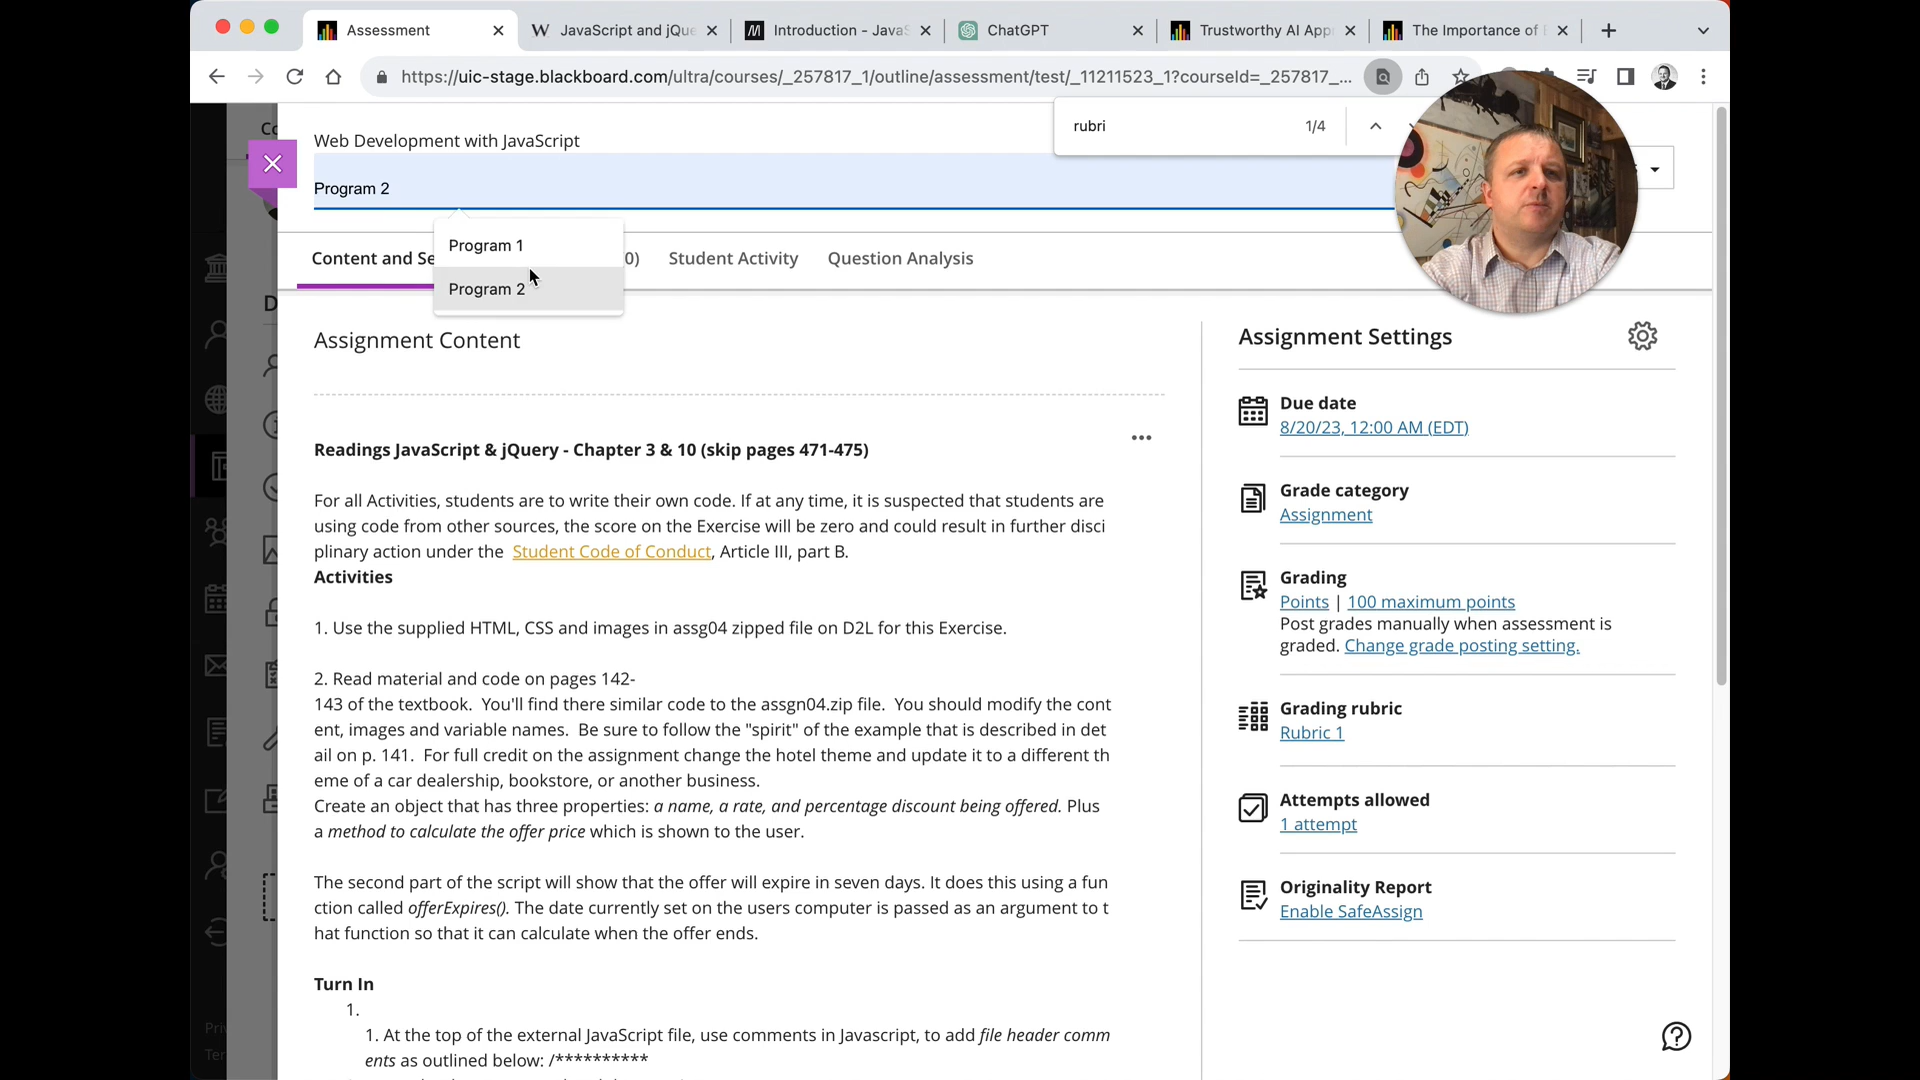 Assessment
JavaScript and jQue
Introduction - JavaS
ChatGPT
Trustworthy AI App
The Importance of
https://uic-stage.blackboard.com/ultra/courses/_257817_1/outline/assessment/test/_11211523_1?courseId=_257817_...
rubri
1/4
Web Development with JavaScript
Program 2
Program 1
Program 2
Content and Se
0)
Student Activity
Question Analysis
Assignment Content
Readings JavaScript & jQuery - Chapter 3 & 10 (skip pages 471-475)
For all Activities, students are to write their own code. If at any time, it is suspected that students are
using code from other sources, the score on the Exercise will be zero and could result in further disci
plinary action under the Student Code of Conduct, Article III, part B.
Activities
1. Use the supplied HTML, CSS and images in assg04 zipped file on D2L for this Exercise.
2. Read material and code on pages 142-
143 of the textbook. You'll find there similar code to the assgn04.zip file. You should modify the cont
ent, images and variable names. Be sure to follow the "spirit" of the example that is described in det
ail on p. 141. For full credit on the assignment change the hotel theme and update it to a different th
eme of a car dealership, bookstore, or another business.
Create an object that has three properties: a name, a rate, and percentage discount being offered. Plus
a method to calculate the offer price which is shown to the user.
The second part of the script will show that the offer will expire in seven days. It does this using a fun
ction called offerExpires(). The date currently set on the users computer is passed as an argument to t
hat function so that it can calculate when the offer ends.
Turn In
1.
1. At the top of the external JavaScript file, use comments in Javascript, to add file header comm
ents as outlined below: /**********
Assignment Settings
Due date
8/20/23, 12:00 AM (EDT)
Grade category
Assignment
Grading
Points | 100 maximum points
Post grades manually when assessment is
graded. Change grade posting setting.
Grading rubric
Rubric 1
Attempts allowed
1 attempt
Originality Report
Enable SafeAssign